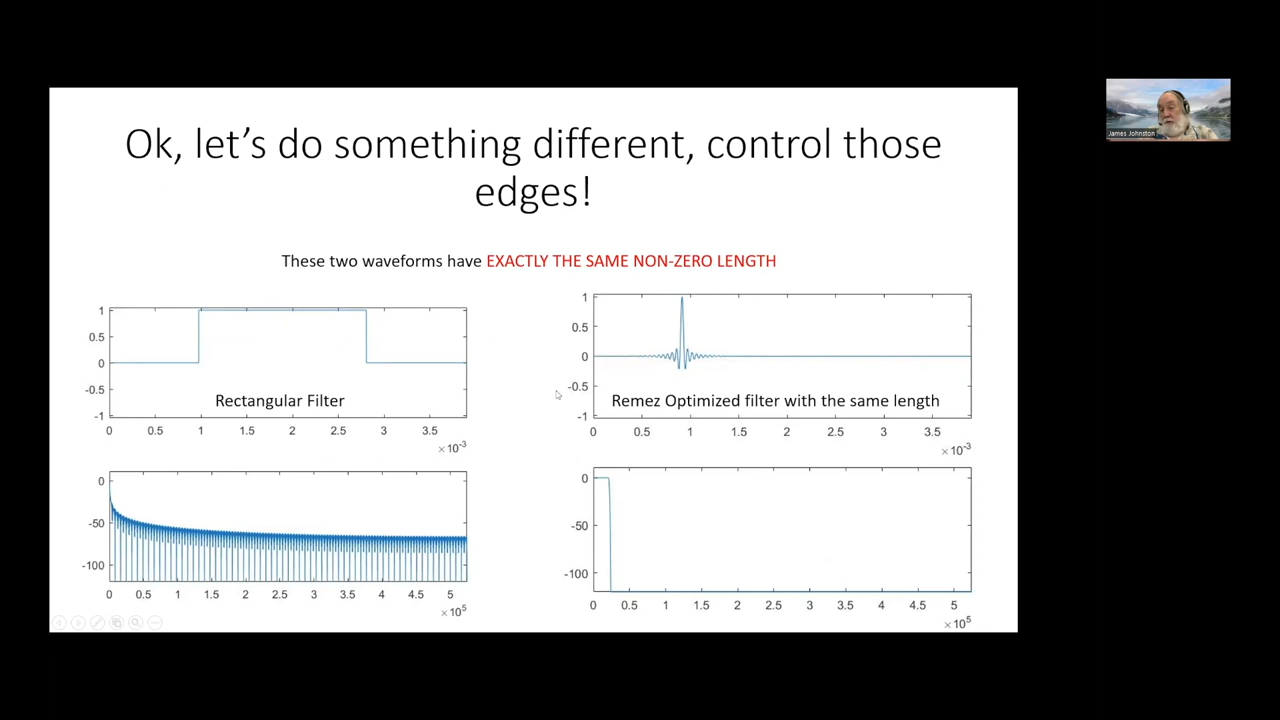 Ok, let's do something different, control those
edges!
These two waveforms have EXACTLY THE SAME NON-ZERO LENGTH
James Johnston
1
0.5
0
-0.5
-1
Rectangular Filter
0 0.5 1 1.5 2 2.5 3 3.5
×10^-3
1
0.5
0
-0.5
-1
Remez Optimized filter with the same length
0 0.5 1 1.5 2 2.5 3 3.5
×10^-3
0
-50
-100
0 0.5 1 1.5 2 2.5 3 3.5 4 4.5 5
×10^5
0
-50
-100
0 0.5 1 1.5 2 2.5 3 3.5 4 4.5 5
×10^5